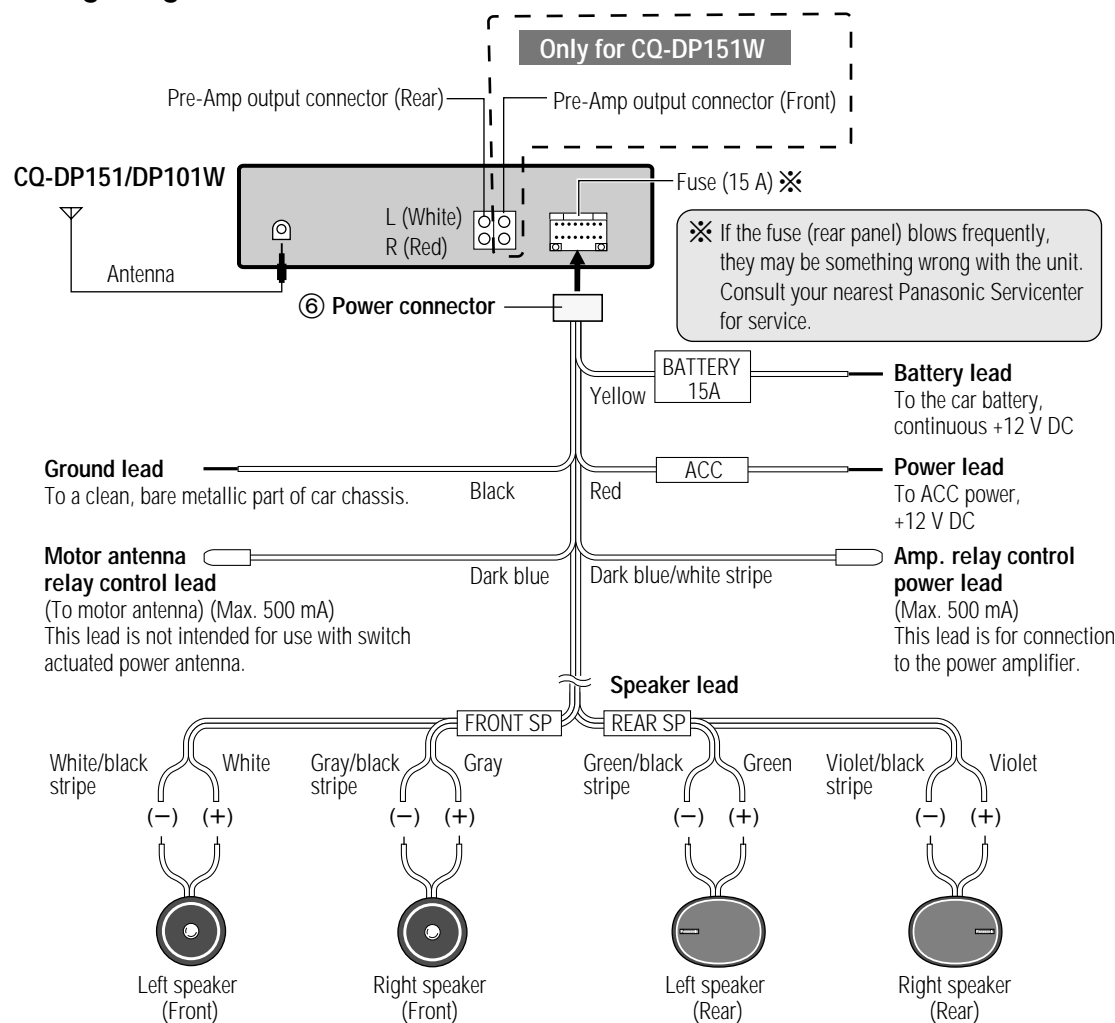 Only for CQ-DP151W
Pre-Amp output connector (Rear)
Pre-Amp output connector (Front)
CQ-DP151/DP101W
Fuse (15 A) ※
L (White)
R (Red)
※ If the fuse (rear panel) blows frequently,
they may be something wrong with the unit.
Consult your nearest Panasonic Servicenter
for service.
Antenna
⑥ Power connector
BATTERY
15A
Yellow
Battery lead
To the car battery,
continuous +12 V DC
Ground lead
To a clean, bare metallic part of car chassis.
Black
Red
ACC
Power lead
To ACC power,
+12 V DC
Motor antenna
relay control lead
(To motor antenna) (Max. 500 mA)
This lead is not intended for use with switch
actuated power antenna.
Dark blue
Dark blue/white stripe
Amp. relay control
power lead
(Max. 500 mA)
This lead is for connection
to the power amplifier.
Speaker lead
FRONT SP
REAR SP
White/black
stripe
White
Gray/black
stripe
Gray
Green/black
stripe
Green
Violet/black
stripe
Violet
(−) (+)
(−) (+)
(−) (+)
(−) (+)
Left speaker
(Front)
Right speaker
(Front)
Left speaker
(Rear)
Right speaker
(Rear)